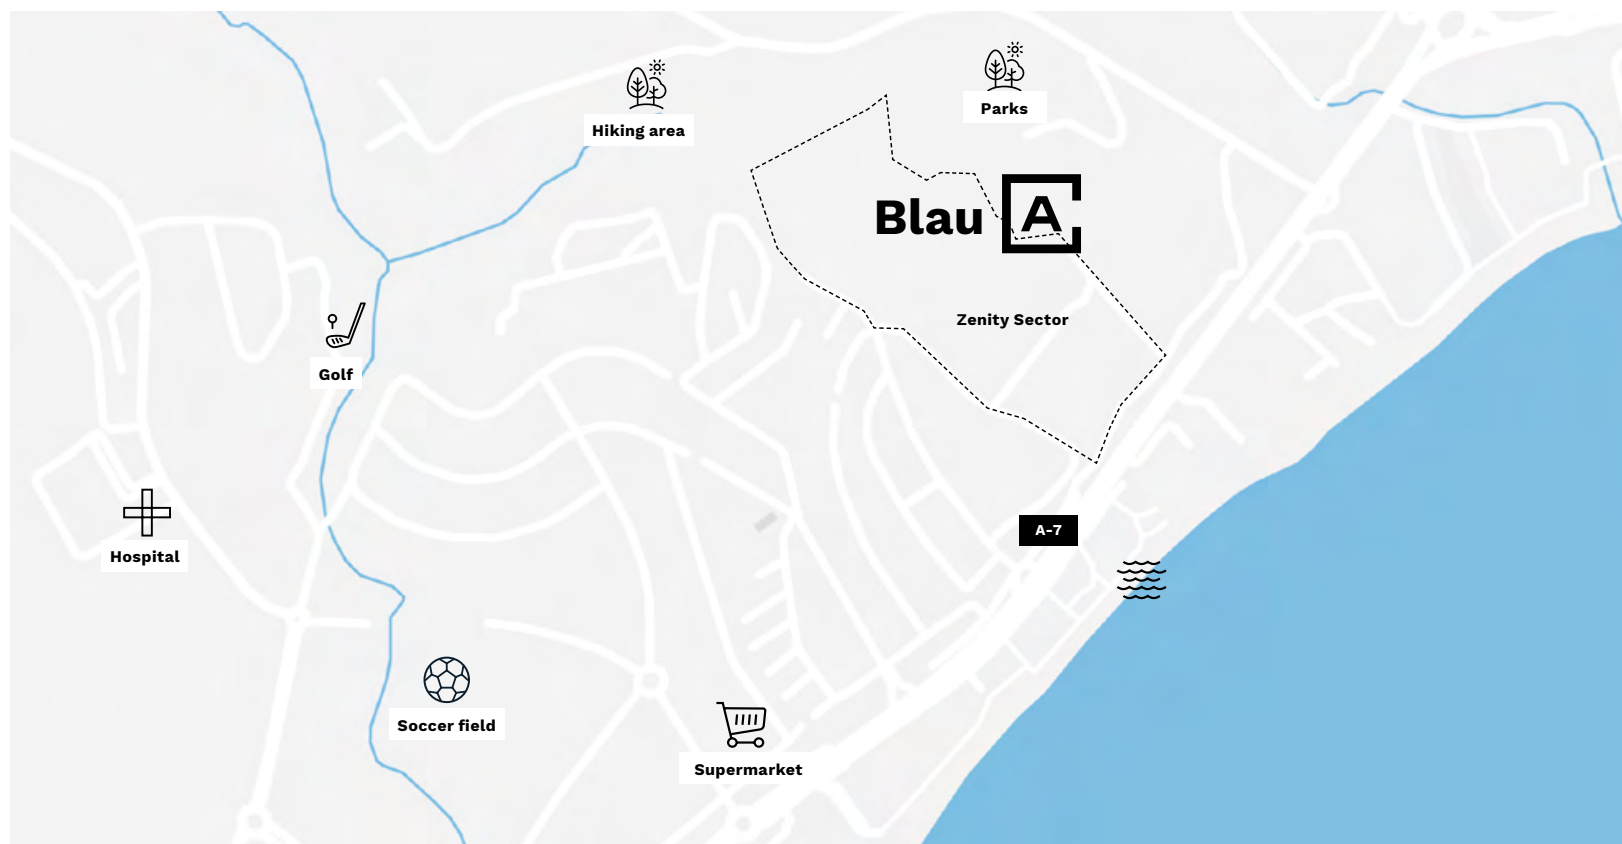 Parks
Hiking area
Blau A
Zenity Sector
Golf
A-7
Hospital
Soccer field
Supermarket